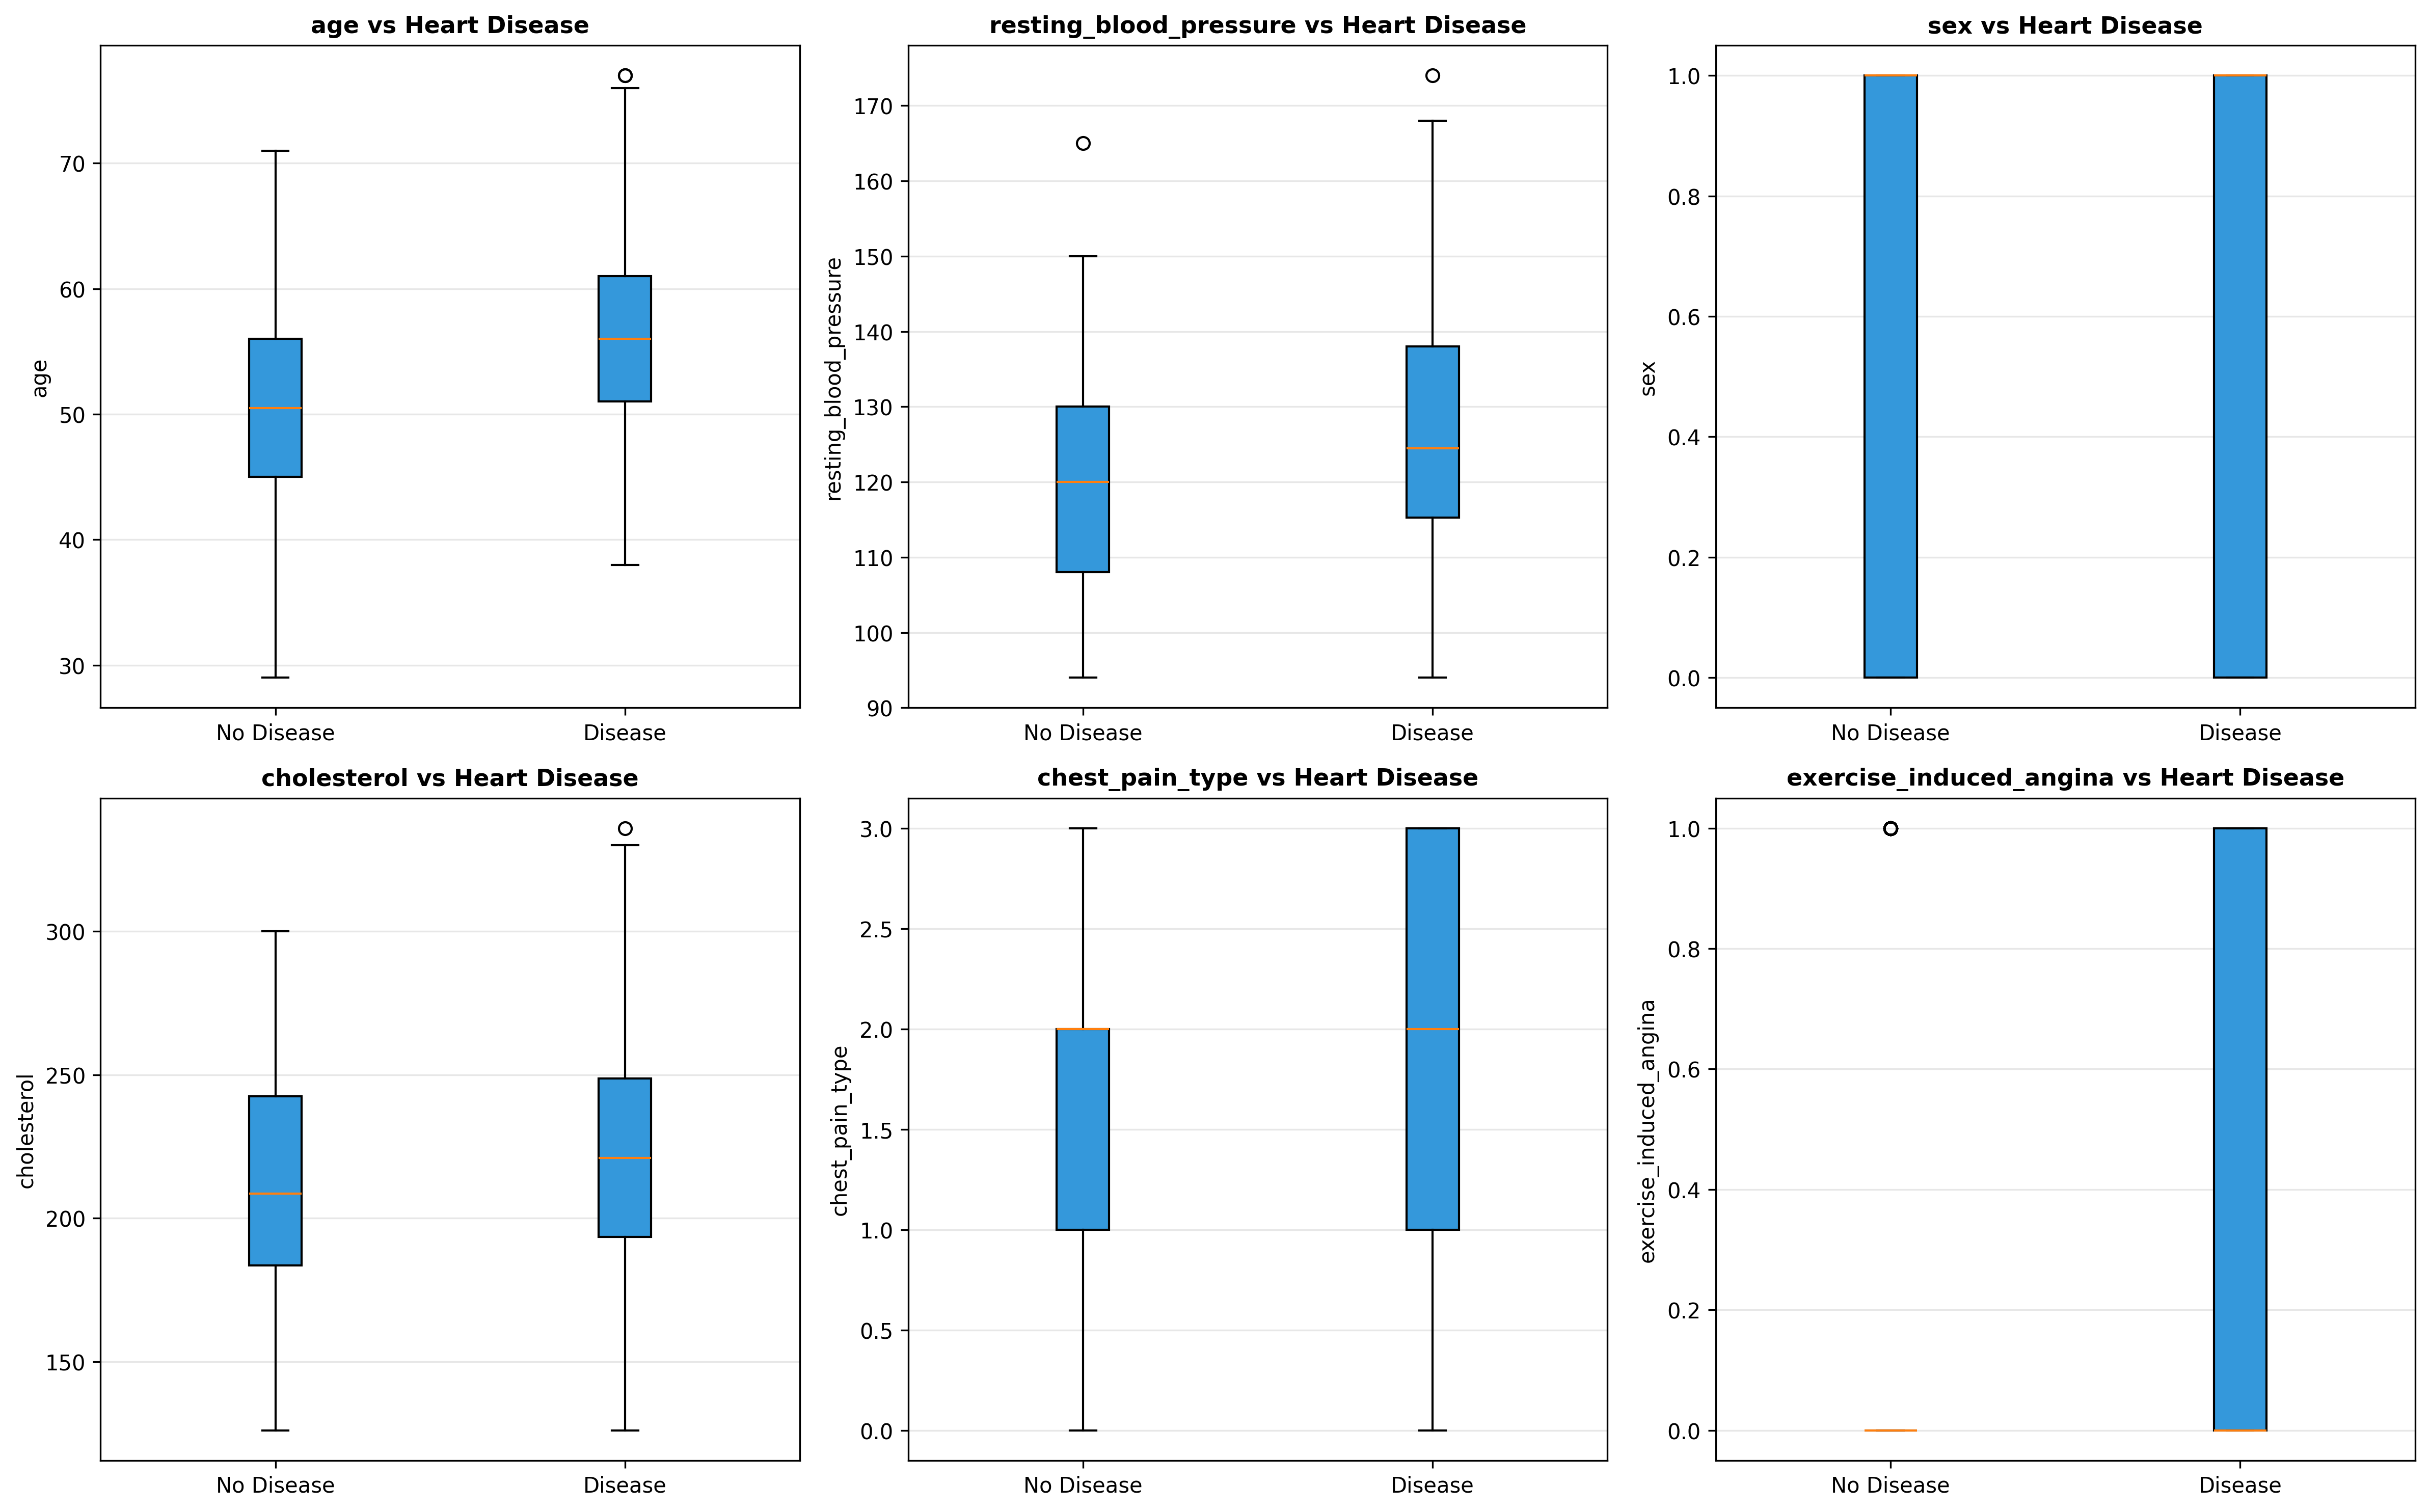 age vs Heart Disease
age
70
60
50
40
30
No Disease
Disease
resting_blood_pressure vs Heart Disease
resting_blood_pressure
170
160
150
140
130
120
110
100
90
No Disease
Disease
sex vs Heart Disease
sex
1.0
0.8
0.6
0.4
0.2
0.0
No Disease
Disease
cholesterol vs Heart Disease
cholesterol
300
250
200
150
No Disease
Disease
chest_pain_type vs Heart Disease
chest_pain_type
3.0
2.5
2.0
1.5
1.0
0.5
0.0
No Disease
Disease
exercise_induced_angina vs Heart Disease
exercise_induced_angina
1.0
0.8
0.6
0.4
0.2
0.0
No Disease
Disease